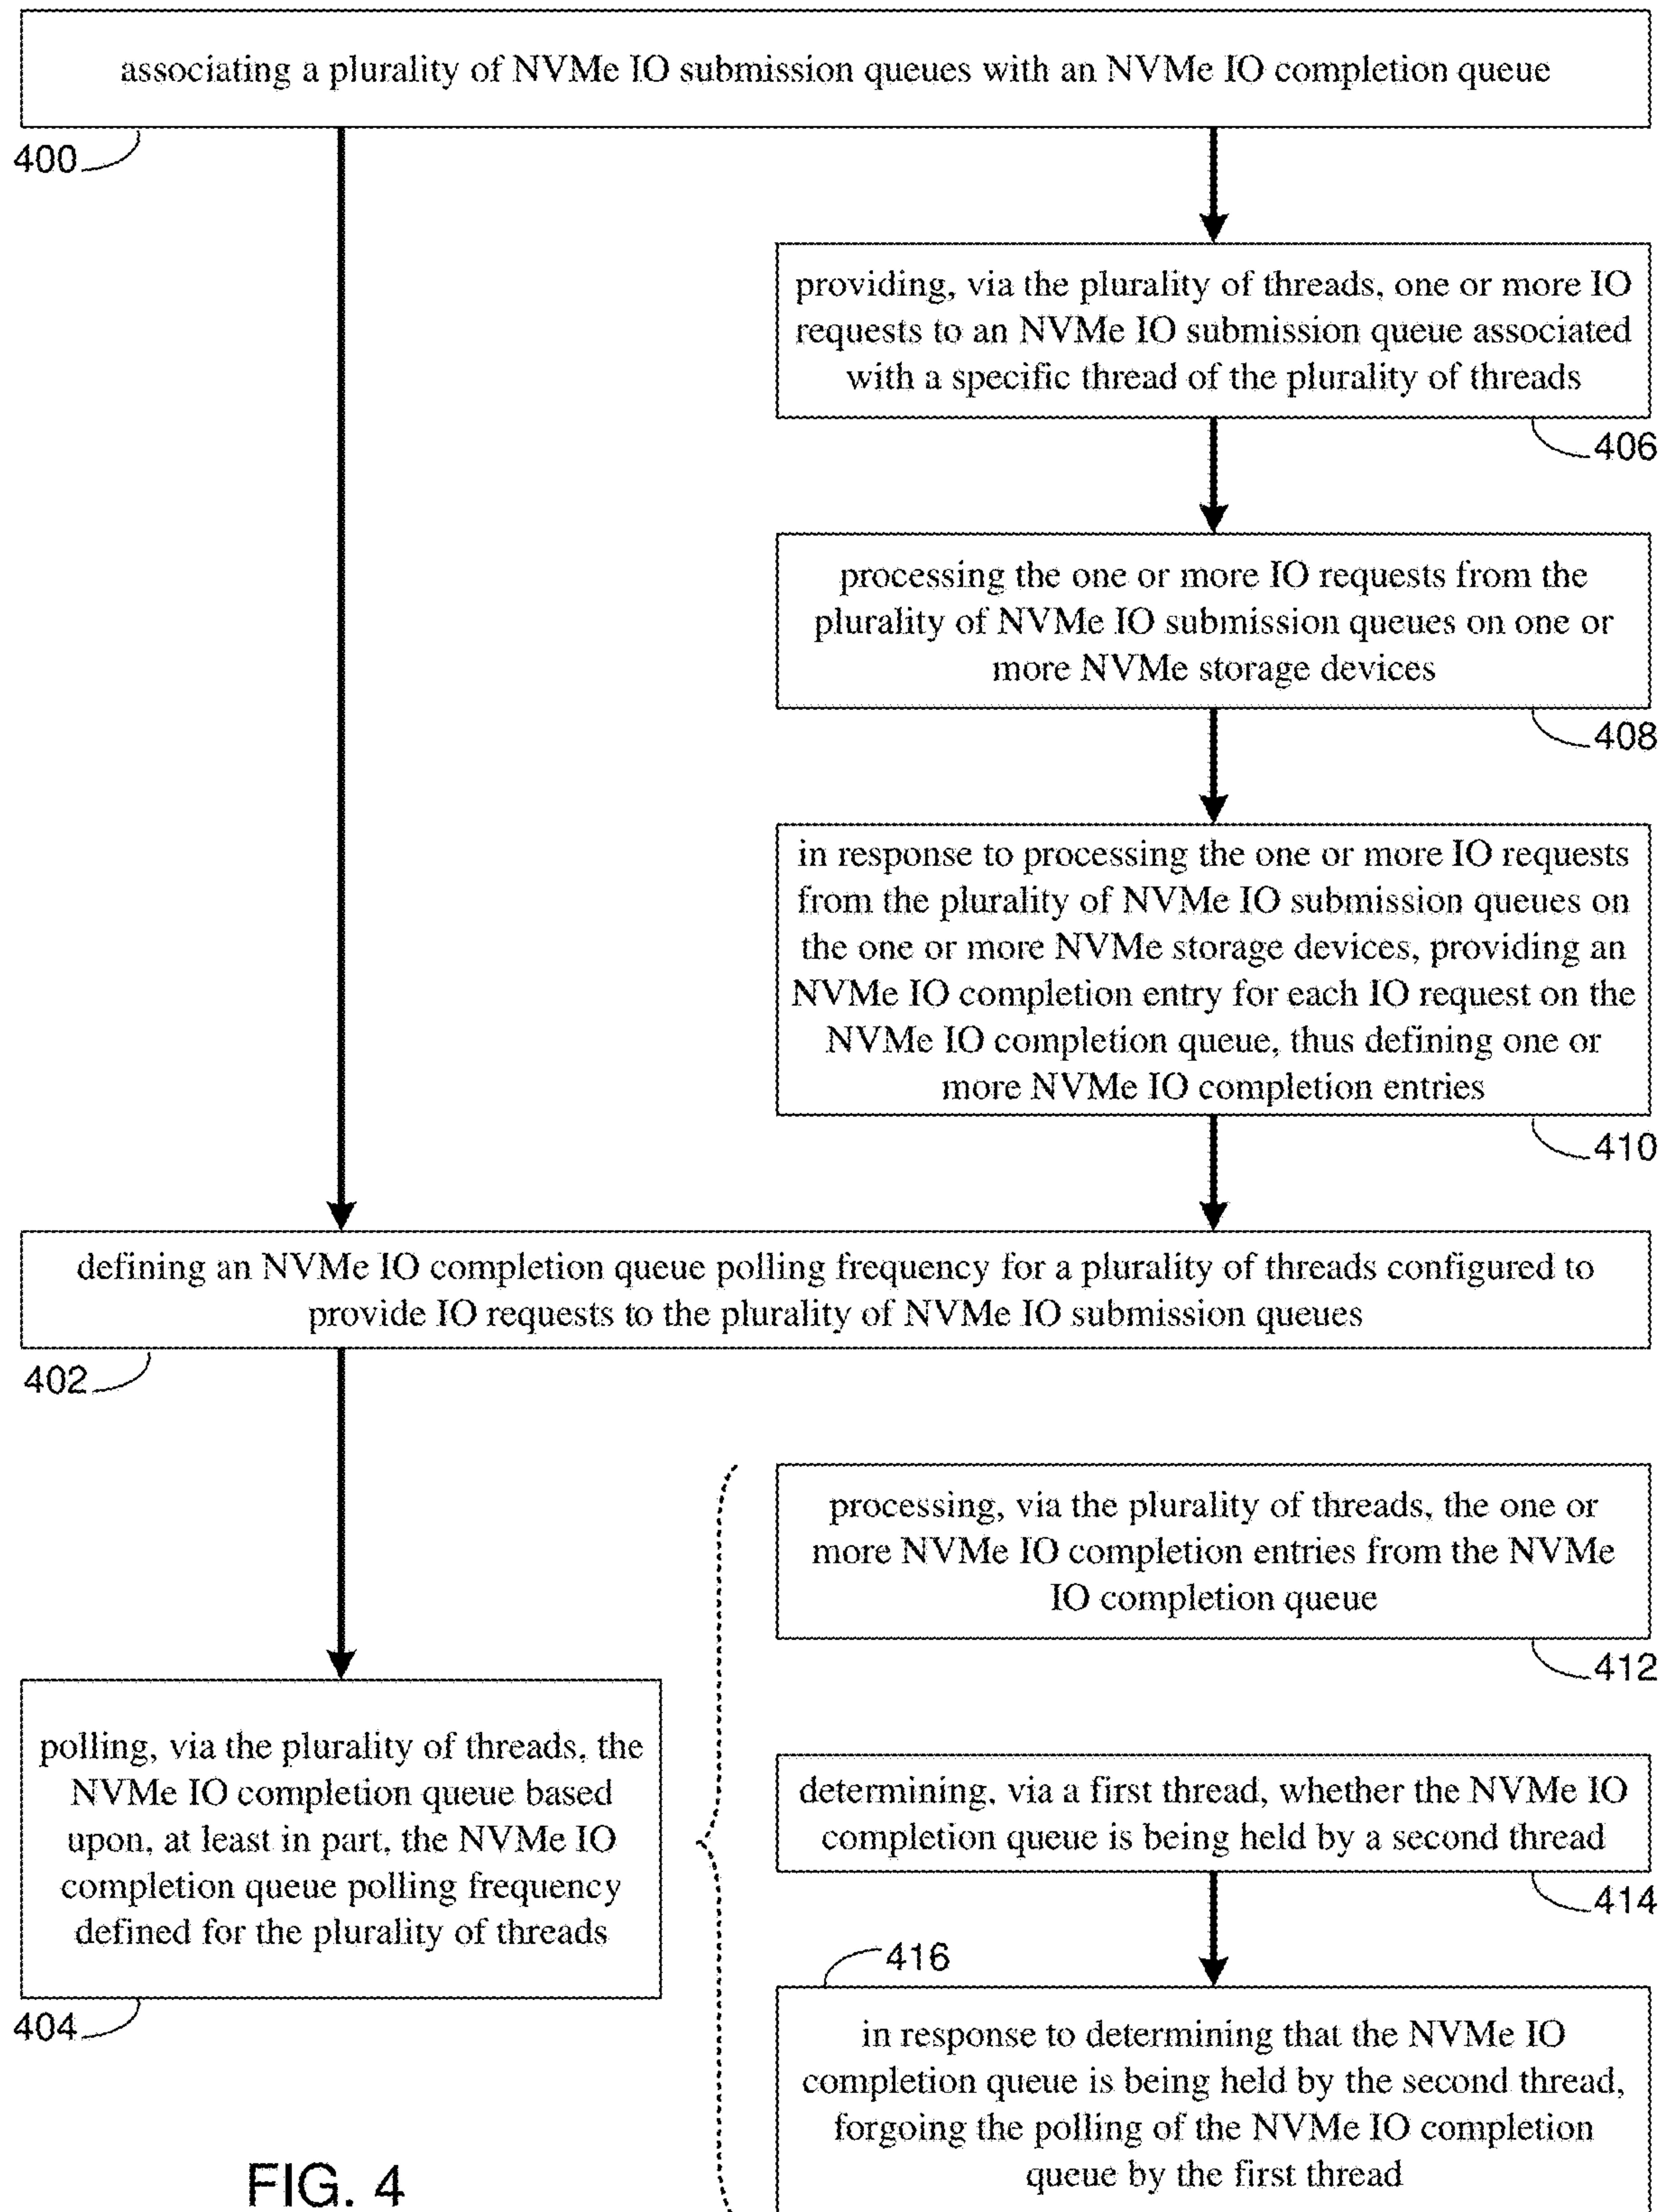 associating a plurality of NVMe IO submission queues with an NVMe IO completion queue
400
providing, via the plurality of threads, one or more IO
requests to an NVMe IO submission queue associated
with a specific thread of the plurality of threads
406
processing the one or more IO requests from the
plurality of NVMe IO submission queues on one or
more NVMe storage devices
408
in response to processing the one or more IO requests
from the plurality of NVMe IO submission queues on
the one or more NVMe storage devices, providing an
NVMe IO completion entry for each IO request on the
NVMe IO completion queue, thus defining one or
more NVMe IO completion entries
410
defining an NVMe IO completion queue polling frequency for a plurality of threads configured to
provide IO requests to the plurality of NVMe IO submission queues
402
processing, via the plurality of threads, the one or
more NVMe IO completion entries from the NVMe
IO completion queue
412
polling, via the plurality of threads, the
NVMe IO completion queue based
upon, at least in part, the NVMe IO
completion queue polling frequency
defined for the plurality of threads
404
determining, via a first thread, whether the NVMe IO
completion queue is being held by a second thread
414
416
in response to determining that the NVMe IO
completion queue is being held by the second thread,
forgoing the polling of the NVMe IO completion
queue by the first thread
FIG. 4